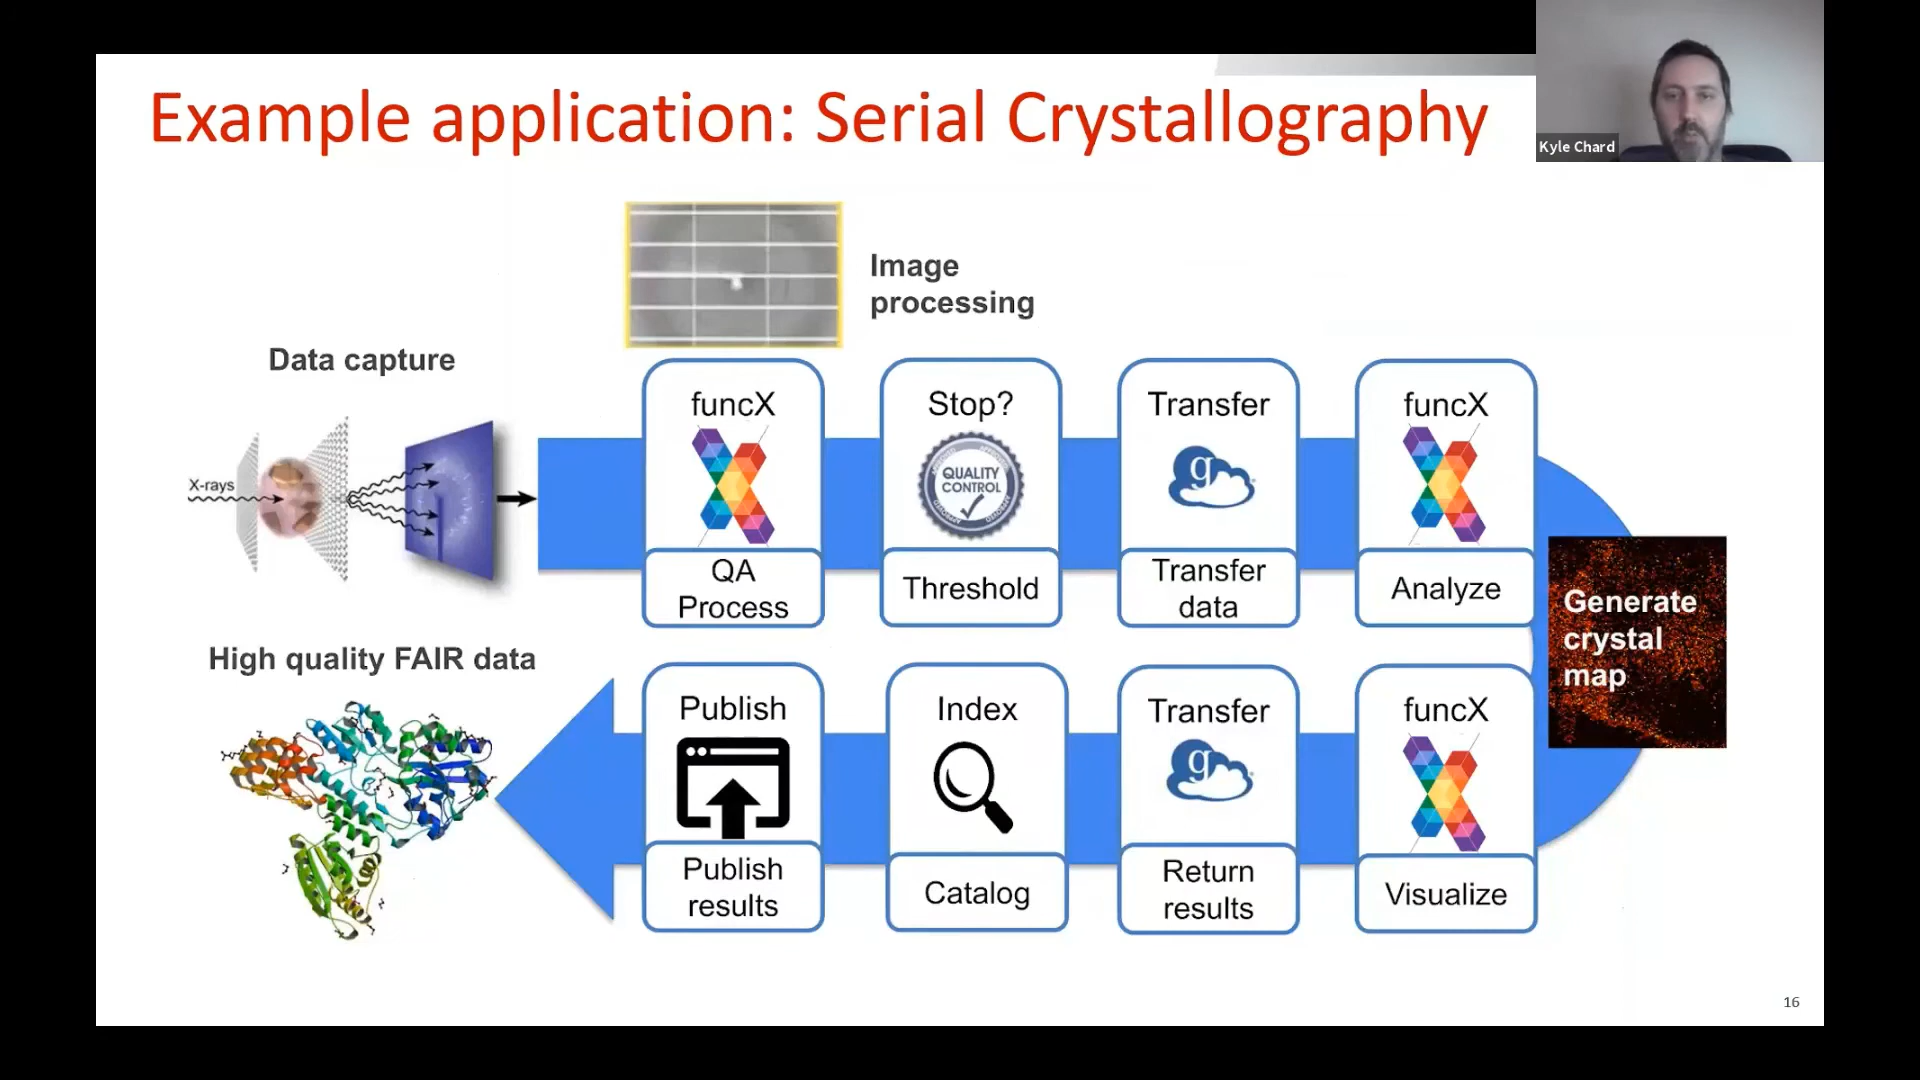 Example application: Serial Crystallography
Kyle Chard
Image
processing
Data capture
X-rays
funcX
QA
Process
Stop?
QUALITY
CONTROL
Threshold
Transfer
g
Transfer
data
funcX
Analyze
Generate
crystal
map
High quality FAIR data
Publish
Publish
results
Index
Catalog
Transfer
g
Return
results
funcX
Visualize
16